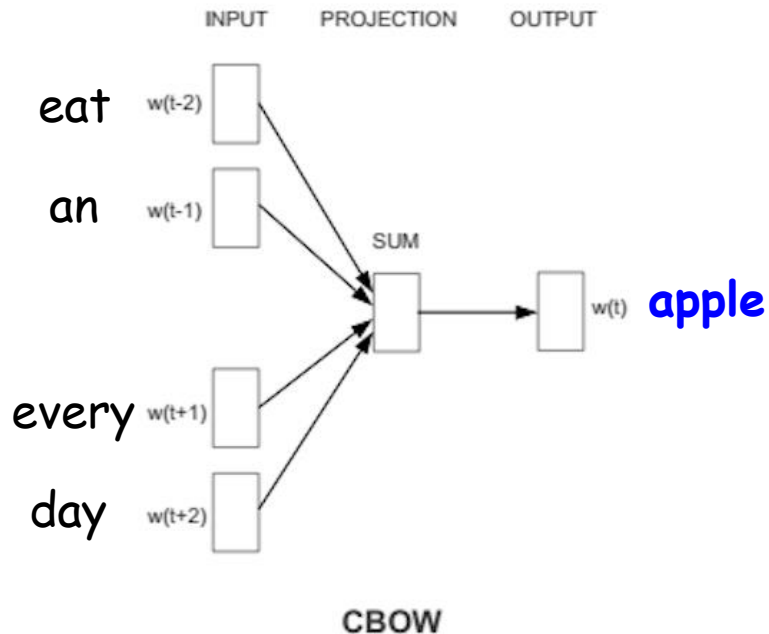 INPUT PROJECTION OUTPUT
eat w(t-2)
an w(t-1)
SUM
w(t) apple
every w(t+1)
day w(t+2)
CBOW